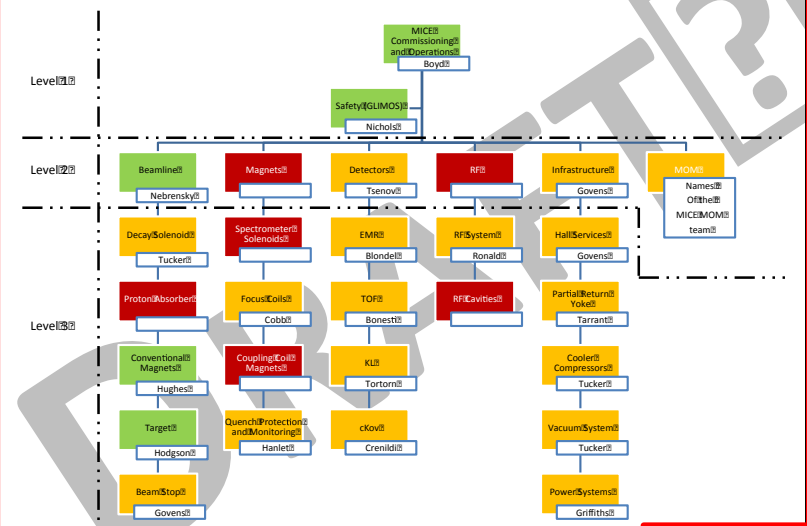 MICE
Commissioning
and Operations
Boyd
Level 1
Safety (GLIMOS)
Nichols
Level 2
Beamline
Nebrensky
Magnets
Detectors
Tsenov
RF
Infrastructure
Govens
MOM
Names
Of the
MICE MOM
team
Level 3
Decay Solenoid
Tucker
Proton Absorber
Conventional
Magnets
Hughes
Target
Hodgson
Beam Stop
Govens
Spectrometer
Solenoids
Focus Coils
Cobb
Coupling Coil
Magnets
Quench Protection
and Monitoring
Hanlet
EMR
Blondel
TOF
Bonesti
KL
Tortorn
cKov
Crenildi
RF System
Ronald
RF Cavities
Hall Services
Govens
Partial Return
Yoke
Tarrant
Cooler
Compressors
Tucker
Vacuum System
Tucker
Power Systems
Griffiths
DRAFT